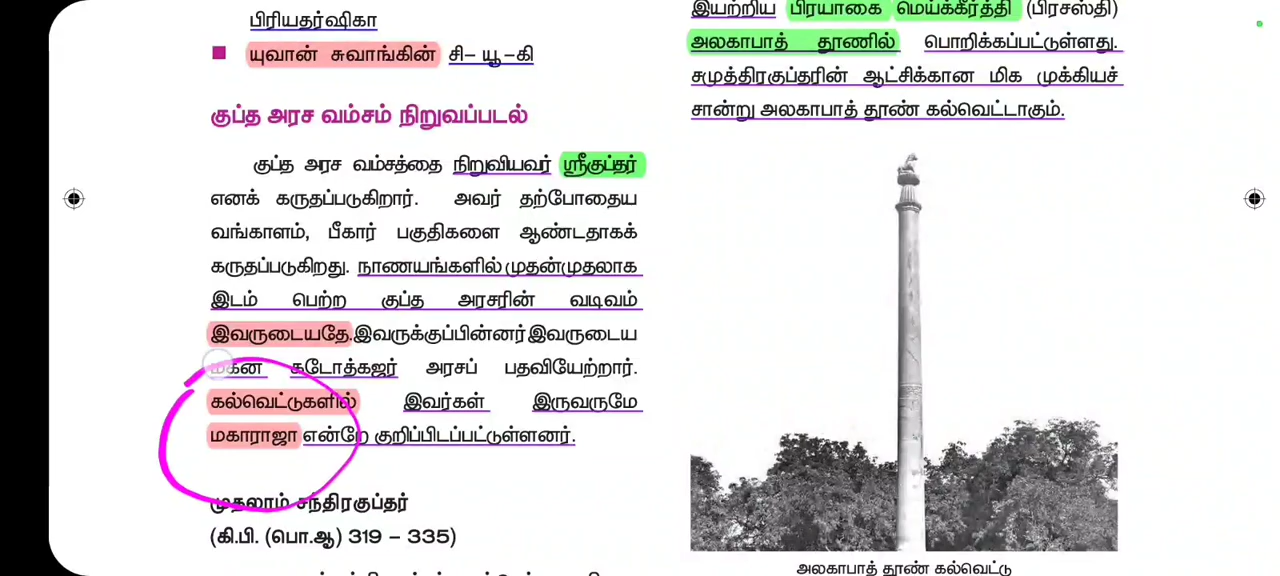 பிரியதர்ஷிகா
யுவான் சுவாங்கின் சி– யூ –கி
குப்த அரச வம்சம் நிறுவப்படல்
குப்த அரச வம்சத்தை நிறுவியவர் ஸ்ரீகுப்தர்
எனக் கருதப்படுகிறார். அவர் தற்போதைய
வங்காளம், பீகார் பகுதிகளை ஆண்டதாகக்
கருதப்படுகிறது. நாணயங்களில் முதன்முதலாக
இடம் பெற்ற குப்த அரசரின் வடிவம்
இவருடையதே.இவருக்குப்பின்னர் இவருடைய
மகன் கடோத்கஜர் அரசப் பதவியேற்றார்.
கல்வெட்டுகளில் இவர்கள் இருவருமே
மகாராஜா என்றே குறிப்பிடப்பட்டுள்ளனர்.
முதலாம் சந்திரகுப்தர்
(கி.பி. (பொ.ஆ) 319 – 335)
இயற்றிய பிரயாகை மெய்க்கீர்த்தி (பிரசஸ்தி)
அலகாபாத் தூணில் பொறிக்கப்பட்டுள்ளது.
சமுத்திரகுப்தரின் ஆட்சிக்கான மிக முக்கியச்
சான்று அலகாபாத் தூண் கல்வெட்டாகும்.
அலகாபாத் தூண் கல்வெட்டு